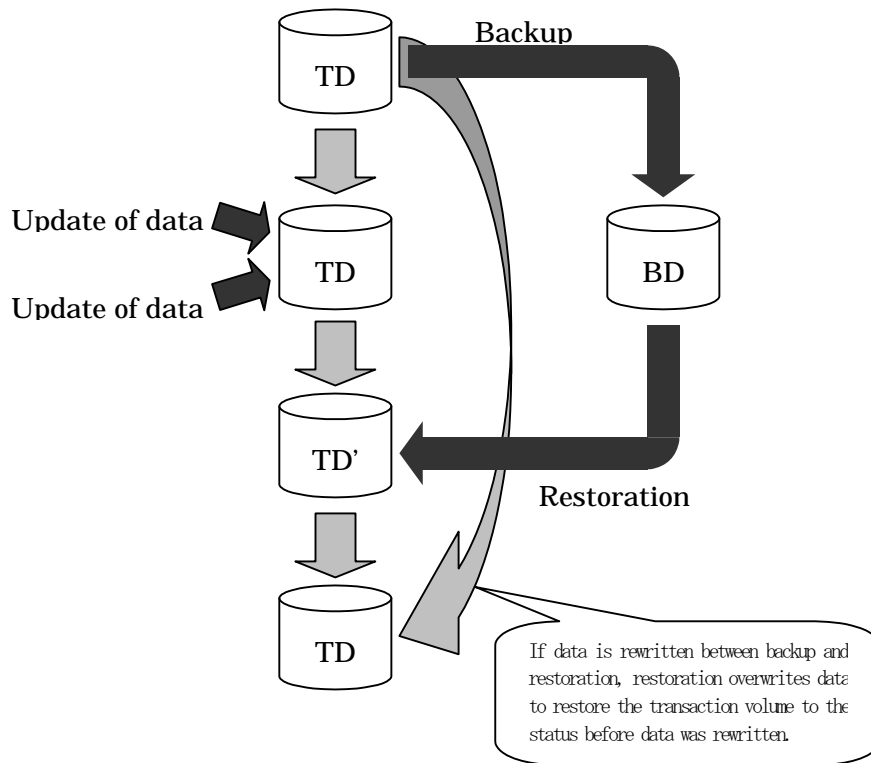 Backup
TD
Update of data
TD
BD
Update of data
TD'
Restoration
TD
If data is rewritten between backup and
restoration, restoration overwrites data
to restore the transaction volume to the
status before data was rewritten.